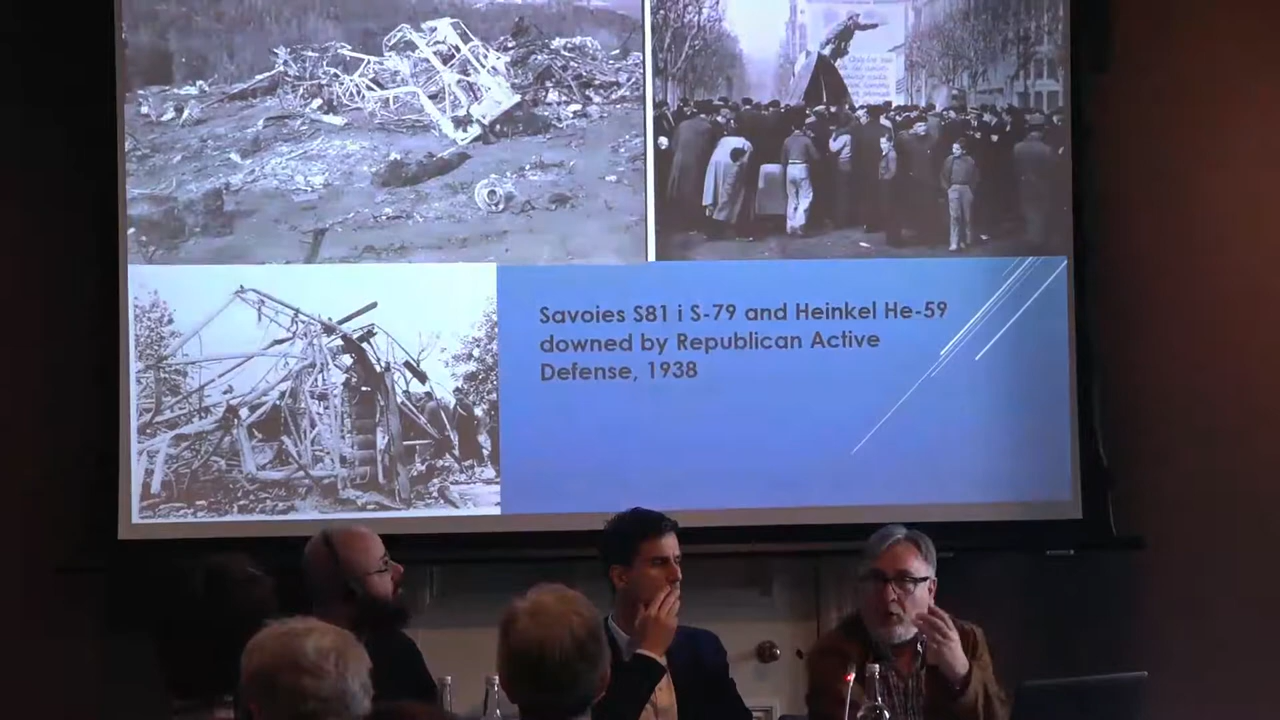 Savoies S81 i S-79 and Heinkel He-59
downed by Republican Active
Defense, 1938